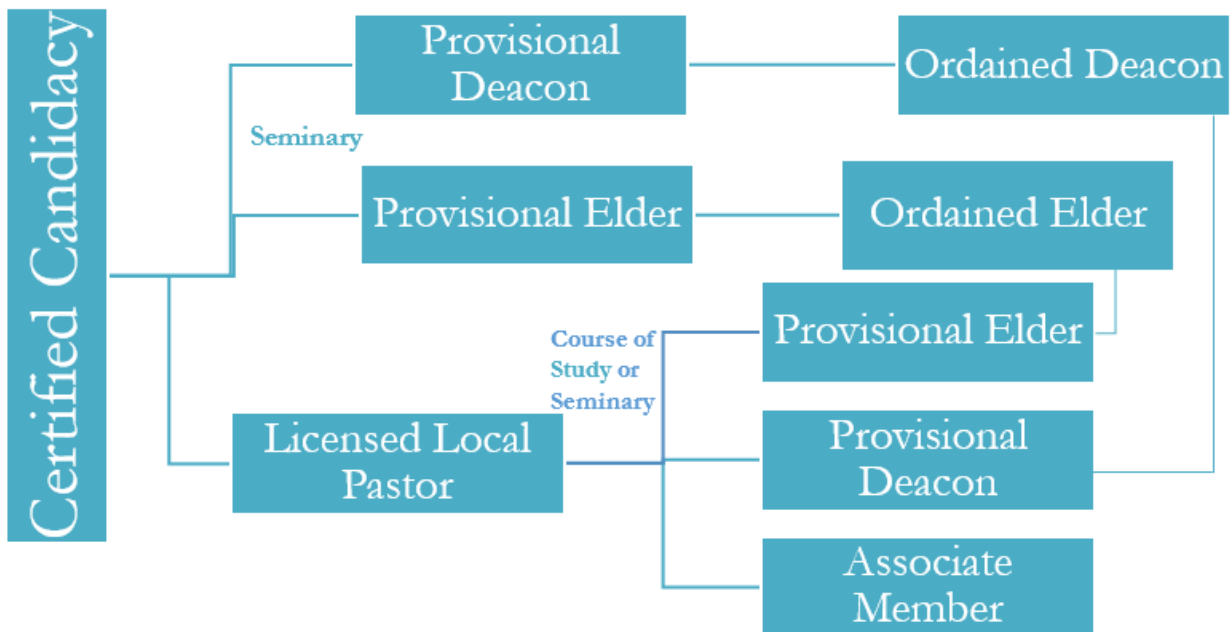 Certified Candidacy
Provisional
Deacon
Ordained Deacon
Seminary
Provisional Elder
Ordained Elder
Provisional Elder
Course of
Study or
Seminary
Licensed Local
Pastor
Provisional
Deacon
Associate
Member